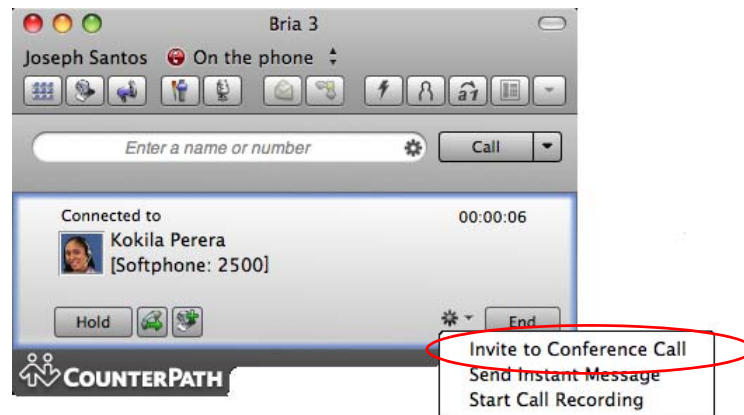 Bria 3
Joseph Santos On the phone
a1
Enter a name or number Call
Connected to 00:00:06
Kokila Perera
[Softphone: 2500]
Hold End
Invite to Conference Call
Send Instant Message
Start Call Recording
COUNTERPATH